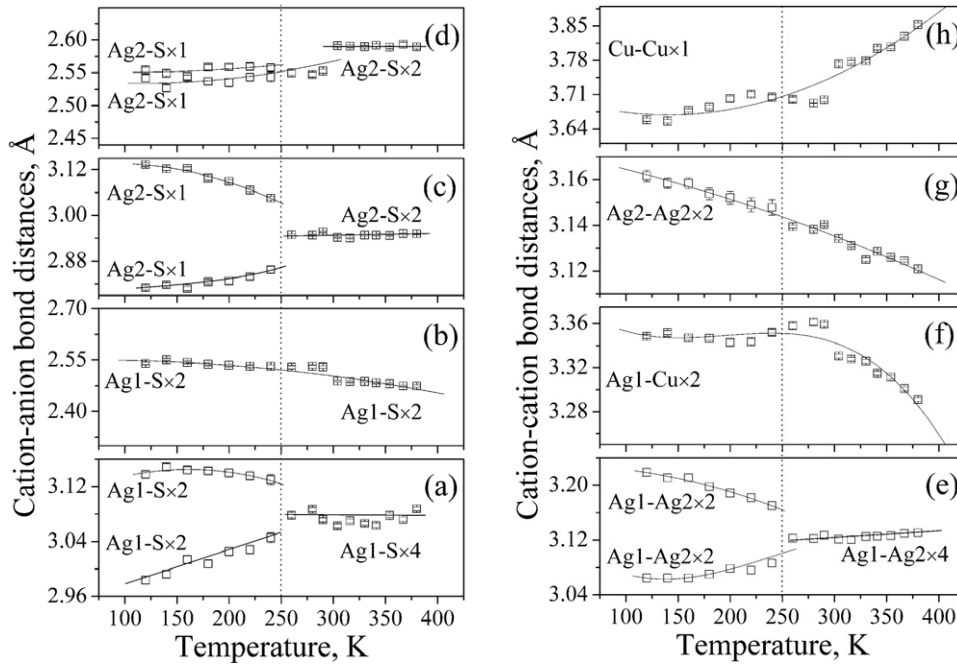 Cation-anion bond distances, Å
2.60
2.55
2.50
2.45
Ag2-S×1
Ag2-S×1
Ag2-S×2
(d)
3.12
3.00
2.88
Ag2-S×1
Ag2-S×1
Ag2-S×2
(c)
2.70
2.55
2.40
Ag1-S×2
Ag1-S×2
(b)
3.12
3.04
2.96
Ag1-S×2
Ag1-S×2
Ag1-S×4
(a)
100 150 200 250 300 350 400
Temperature, K
Cation-cation bond distances, Å
3.85
3.78
3.71
3.64
Cu-Cu×1
(h)
3.16
3.12
Ag2-Ag2×2
(g)
3.36
3.32
3.28
Ag1-Cu×2
(f)
3.20
3.12
3.04
Ag1-Ag2×2
Ag1-Ag2×2
Ag1-Ag2×4
(e)
100 150 200 250 300 350 400
Temperature, K